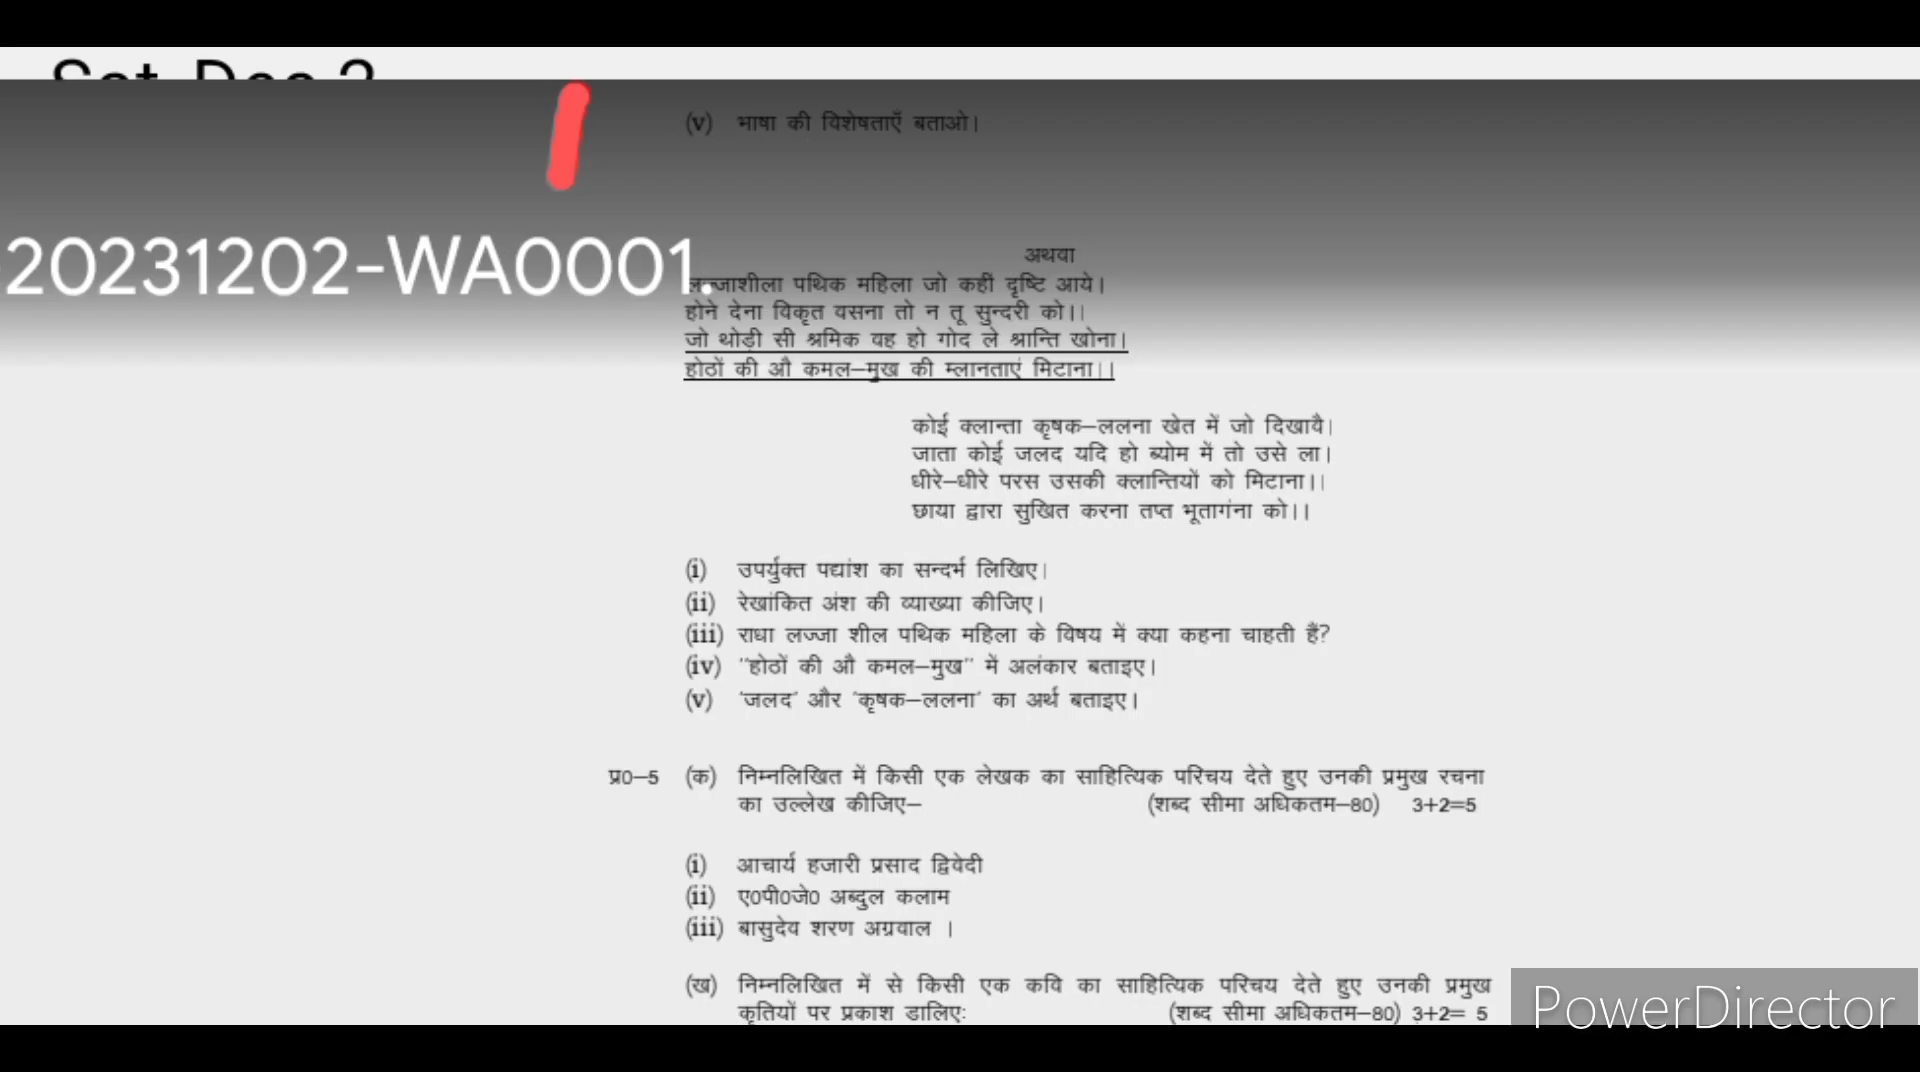 (v) भाषा की विशेषताएँ बताओ।
20231202-WA0001.
अथवा
लज्जाशीला पथिक महिला जो कहीं दृष्टि आये।
होने देना विकृत वसना तो न तू सुन्दरी को।।
जो थोड़ी सी श्रमिक वह हो गोद ले श्रान्ति खोना।
होठों की औ कमल–मुख की म्लानताएं मिटाना।।
कोई क्लान्ता कृषक–ललना खेत में जो दिखायै।
जाता कोई जलद यदि हो ब्योम में तो उसे ला।
धीरे–धीरे परस उसकी क्लान्तियों को मिटाना।।
छाया द्वारा सुखित करना तप्त भूतागंना को।।
(i) उपर्युक्त पद्यांश का सन्दर्भ लिखिए।
(ii) रेखांकित अंश की व्याख्या कीजिए।
(iii) राधा लज्जा शील पथिक महिला के विषय में क्या कहना चाहती हैं?
(iv) “होठों की औ कमल–मुख” में अलंकार बताइए।
(v) ‘जलद’ और ‘कृषक–ललना’ का अर्थ बताइए।
प्र0–5 (क) निम्नलिखित में किसी एक लेखक का साहित्यिक परिचय देते हुए उनकी प्रमुख रचना
का उल्लेख कीजिए– (शब्द सीमा अधिकतम–80) 3+2=5
(i) आचार्य हजारी प्रसाद द्विवेदी
(ii) ए0पी0जे0 अब्दुल कलाम
(iii) बासुदेव शरण अग्रवाल ।
(ख) निम्नलिखित में से किसी एक कवि का साहित्यिक परिचय देते हुए उनकी प्रमुख
कृतियों पर प्रकाश डालिए: (शब्द सीमा अधिकतम–80) 3+2= 5
PowerDirector